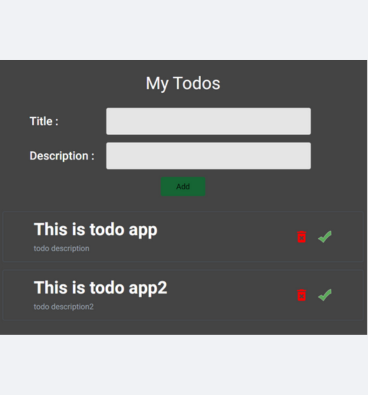 My Todos
Title :
Description :
Add
This is todo app
todo description
This is todo app2
todo description2